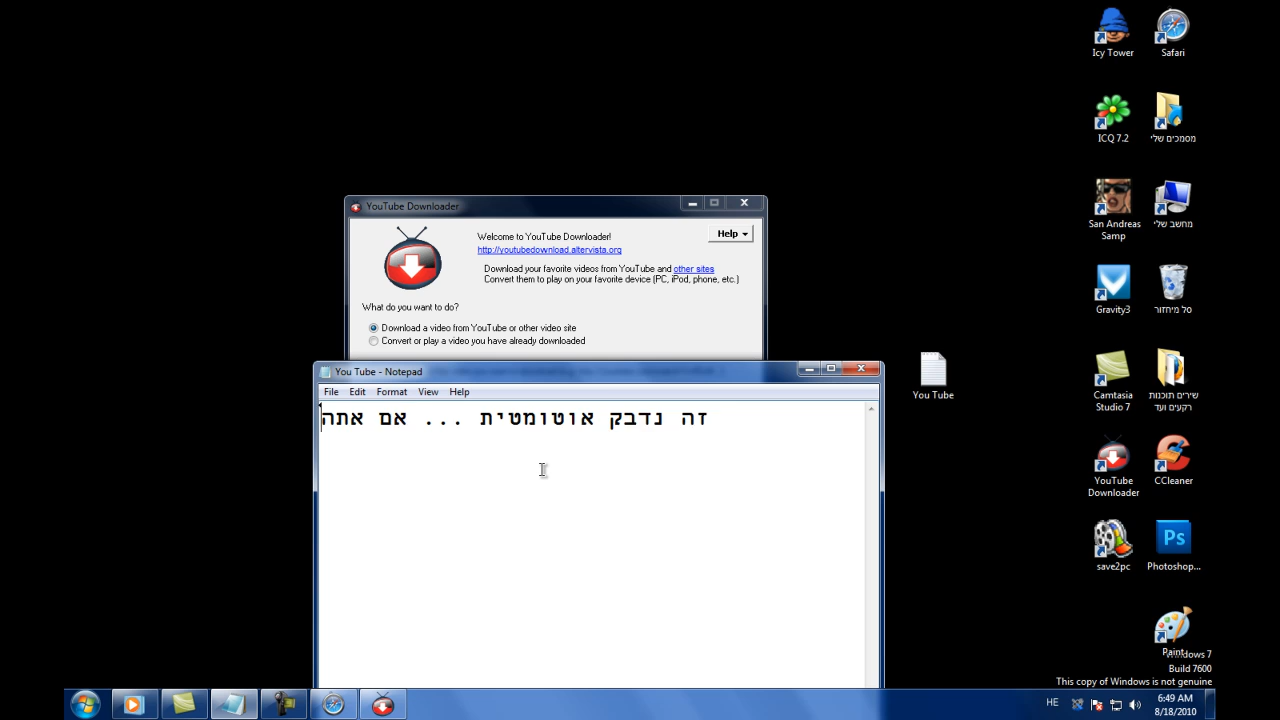 Icy Tower
Safari
ICQ 7.2
מסמכים שלי
San Andreas
Samp
מחשב שלי
Gravity3
סל מיחזור
You Tube
Camtasia
Studio 7
שירים תוכנות
רקעים ועד
YouTube
Downloader
CCleaner
save2pc
Photoshop...
Paint
YouTube Downloader
Welcome to YouTube Downloader!
http://youtubedownload.altervista.org
Help
Download your favorite videos from YouTube and other sites
Convert them to play on your favorite device (PC, iPod, phone, etc.)
What do you want to do?
Download a video from YouTube or other video site
Convert or play a video you have already downloaded
You Tube - Notepad
File Edit Format View Help
זה נדבק אוטומטית ... אם אתה
Windows 7
Build 7600
This copy of Windows is not genuine
HE
6:49 AM
8/18/2010
Ps